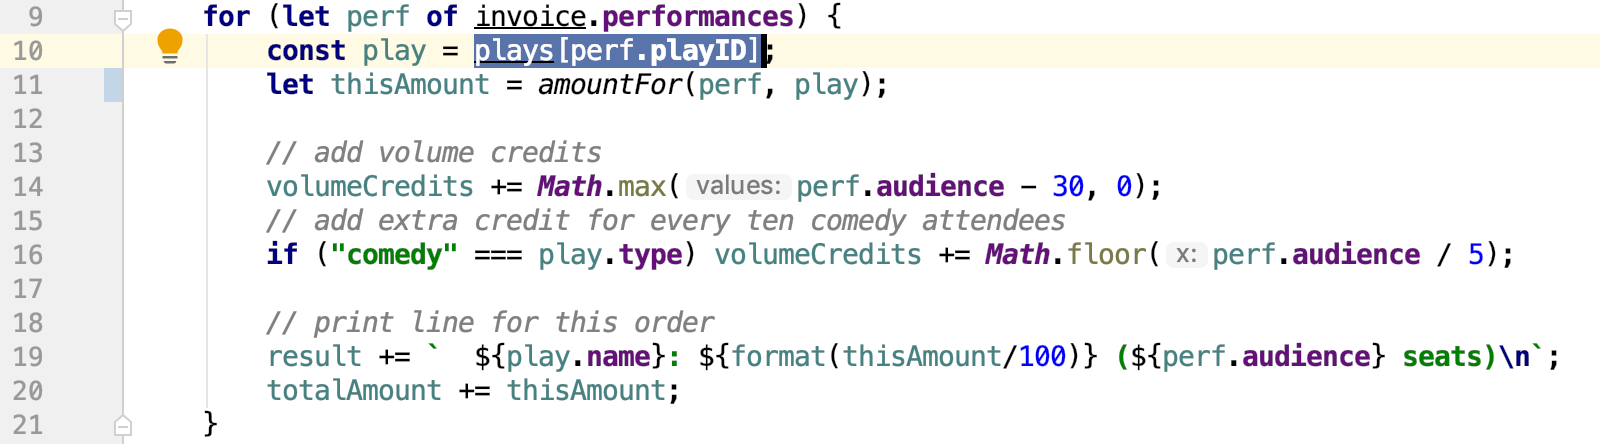 9 for (let perf of invoice.performances) {
10 const play = plays[perf.playID];
11 let thisAmount = amountFor(perf, play);
12
13 // add volume credits
14 volumeCredits += Math.max( values: perf.audience - 30, 0);
15 // add extra credit for every ten comedy attendees
16 if ("comedy" === play.type) volumeCredits += Math.floor( x: perf.audience / 5);
17
18 // print line for this order
19 result += `  ${play.name}: ${format(thisAmount/100)} (${perf.audience} seats)\n`;
20 totalAmount += thisAmount;
21 }